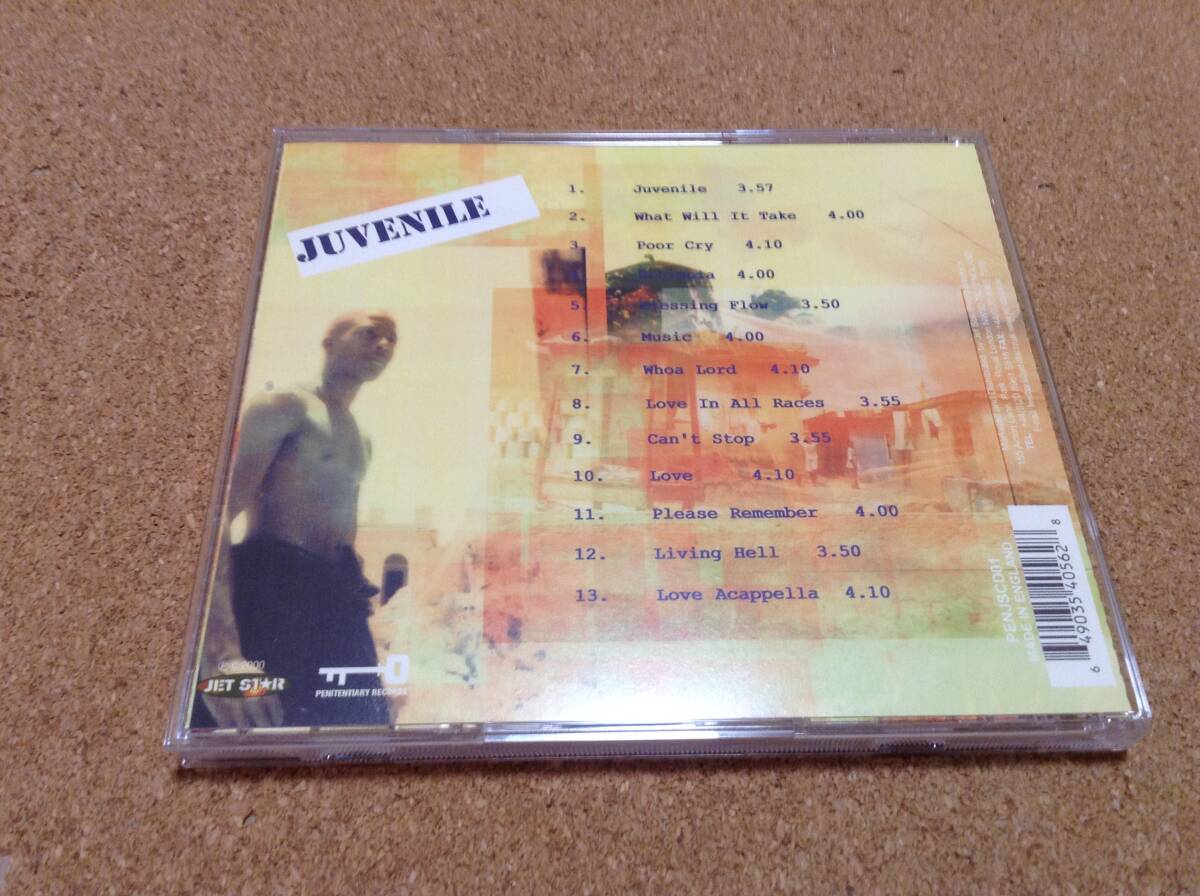 JUVENILE
1. Juvenile 3.57
2. What Will It Take 4.00
3. Poor Cry 4.10
4.00
5. Blessing Flow 3.50
6. Music 4.00
7. Whoa Lord 4.10
8. Love In All Races 3.55
9. Can't Stop 3.55
10. Love 4.10
11. Please Remember 4.00
12. Living Hell 3.50
13. Love Acappella 4.10
JET STAR
PENITENTIARY RECORDS
PENJSCD01
MADE IN ENGLAND
6 49035 40562 8